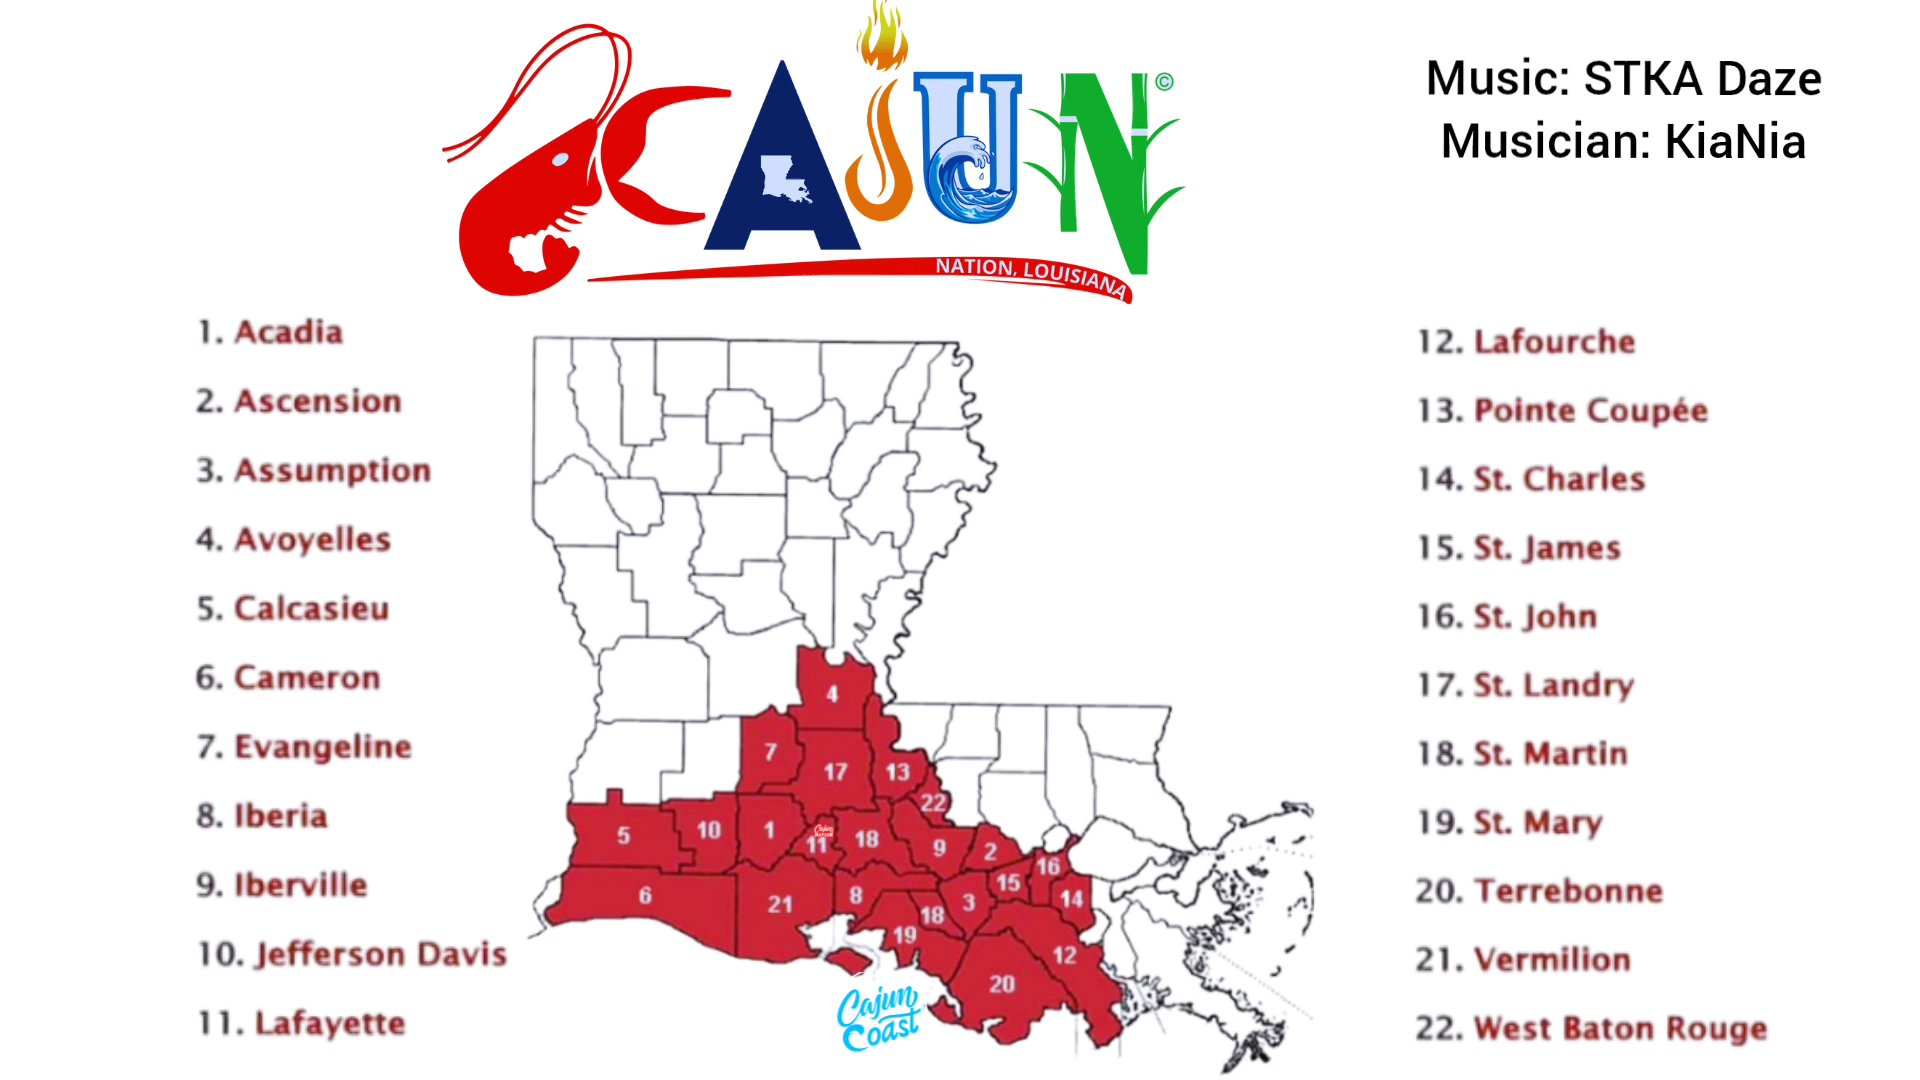 CAJUN ©
NATION, LOUISIANA
Music: STKA Daze
Musician: KiaNia
1. Acadia
2. Ascension
3. Assumption
4. Avoyelles
5. Calcasieu
6. Cameron
7. Evangeline
8. Iberia
9. Iberville
10. Jefferson Davis
11. Lafayette
4
7
17
13
22
5
10
1
11
18
9
2
16
6
21
8
18
3
15
14
19
12
20
Cajun
Coast
12. Lafourche
13. Pointe Coupée
14. St. Charles
15. St. James
16. St. John
17. St. Landry
18. St. Martin
19. St. Mary
20. Terrebonne
21. Vermilion
22. West Baton Rouge